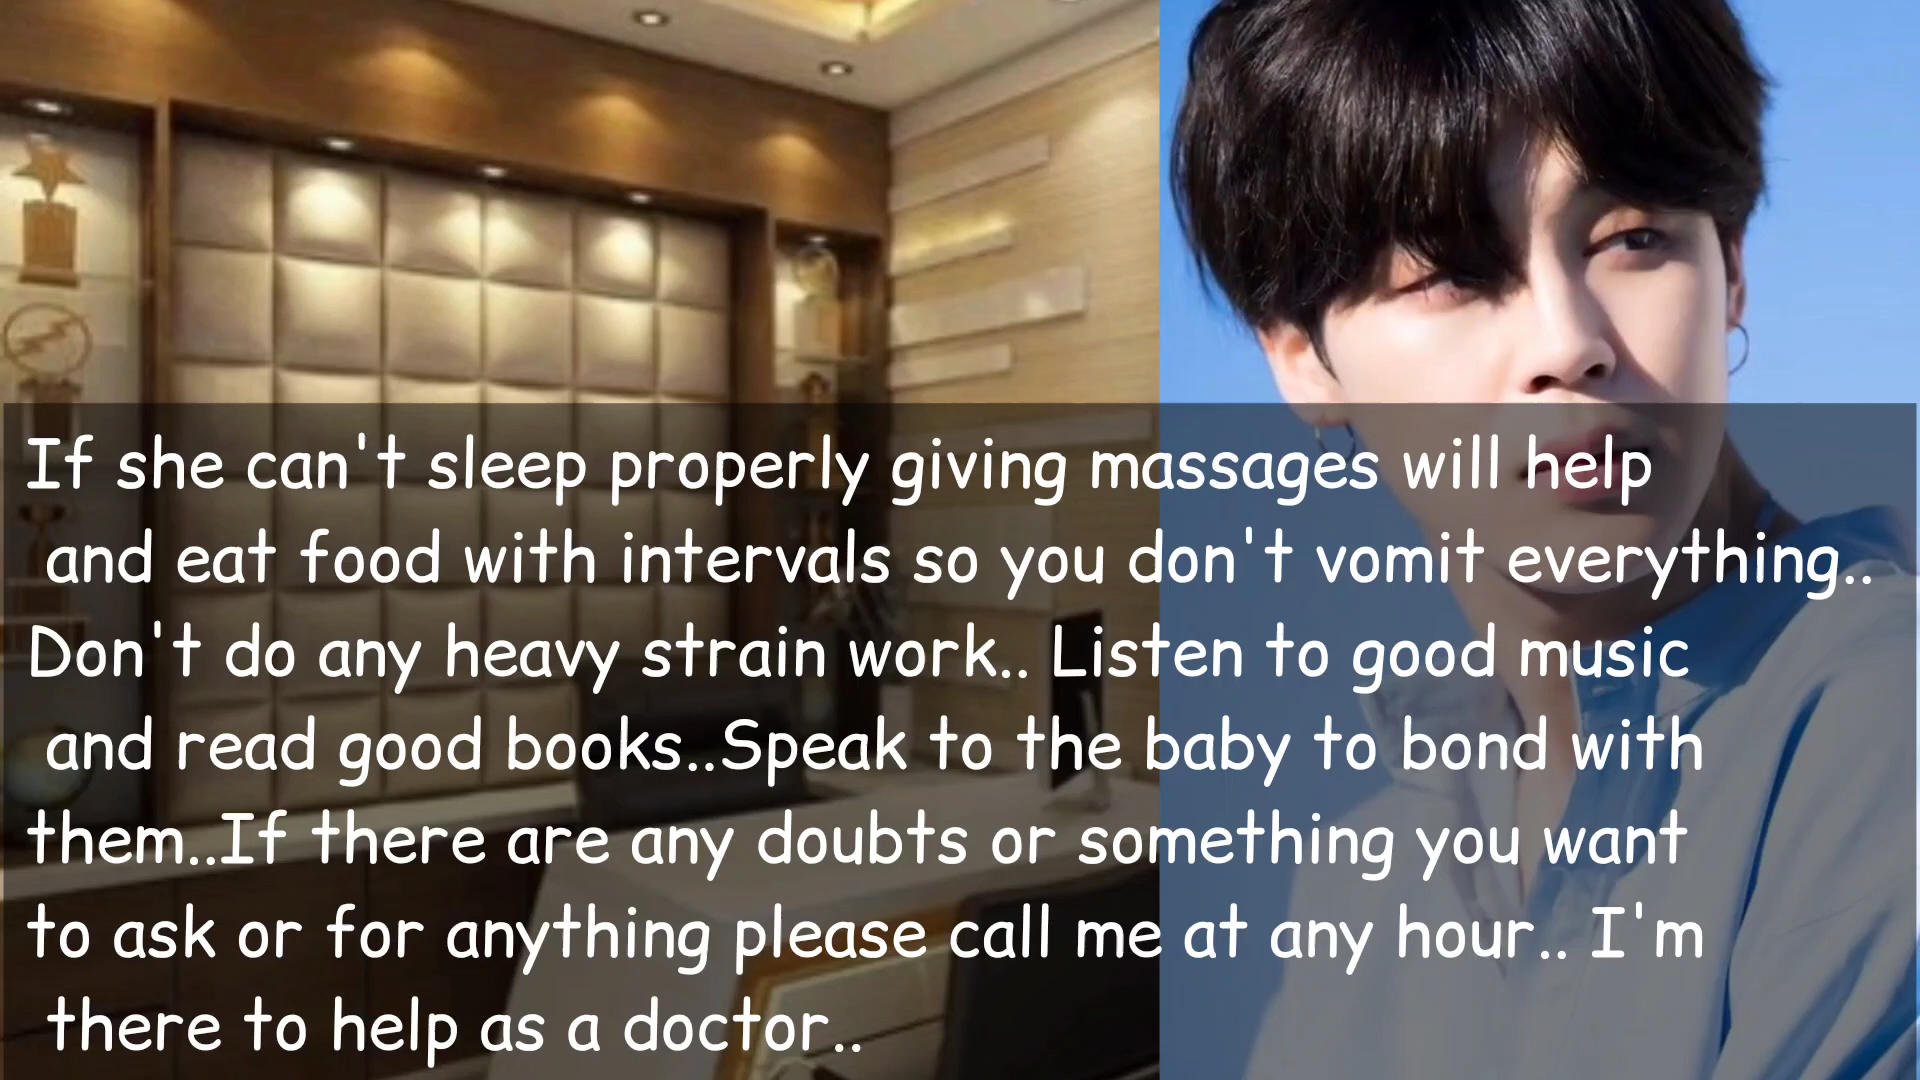 If she can't sleep properly giving massages will help
and eat food with intervals so you don't vomit everything..
Don't do any heavy strain work.. Listen to good music
and read good books..Speak to the baby to bond with
them..If there are any doubts or something you want
to ask or for anything please call me at any hour.. I'm
there to help as a doctor..